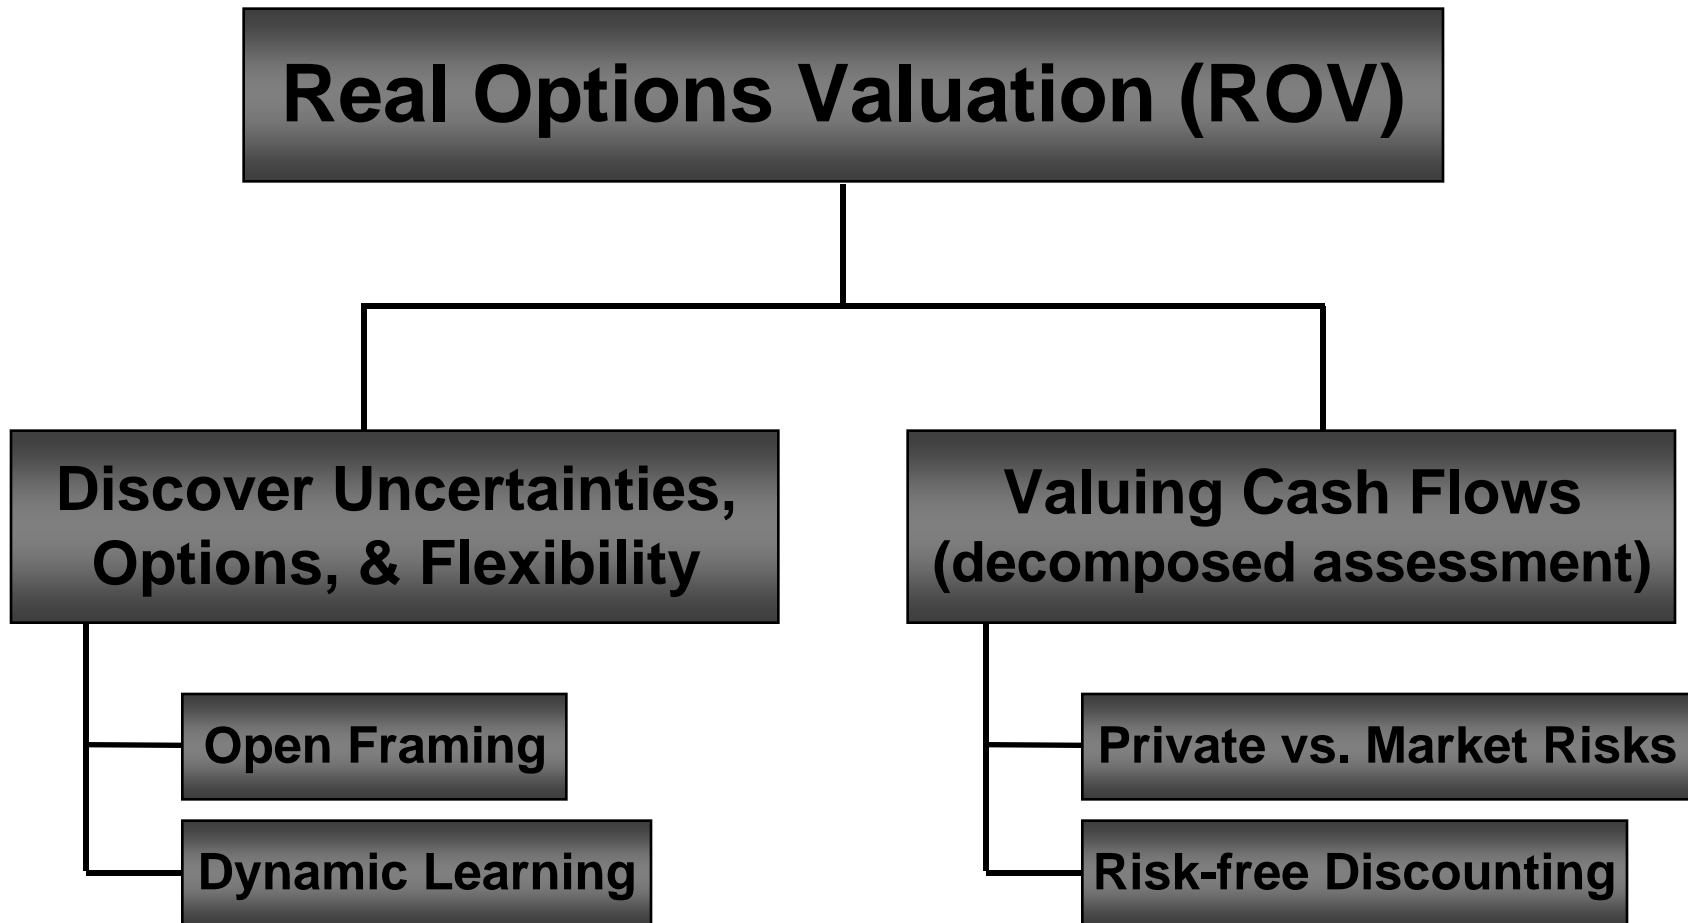 Real Options Valuation (ROV)
Discover Uncertainties,
Options, & Flexibility
Open Framing
Dynamic Learning
Valuing Cash Flows
(decomposed assessment)
Private vs. Market Risks
Risk-free Discounting